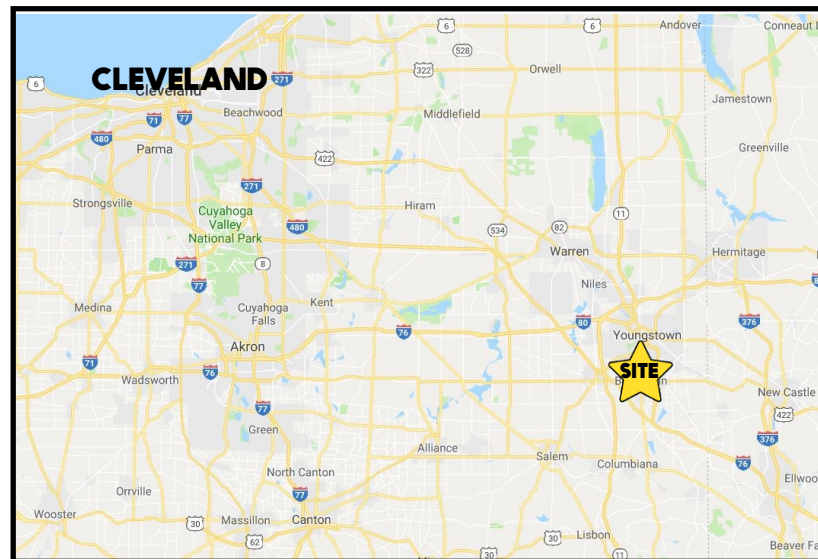 6
6
Andover
Conneaut L
528
CLEVELAND
Cleveland
271
322
Orwell
6
Beachwood
Middlefield
Jamestown
71
77
480
Parma
422
Greenville
271
Strongsville
Cuyahoga
Valley
National Park
Hiram
11
480
534
82
Warren
Hermitage
271
8
77
Niles
Medina
Cuyahoga
Falls
Kent
80
376
76
Youngstown
Akron
71
76
SITE
Wadsworth
New Castle
77
422
Green
Alliance
376
Salem
Columbiana
76
North Canton
Ellwoo
Orrville
77
Wooster
30
Massillon
Canton
62
30
Lisbon
30
11
Beaver Fa